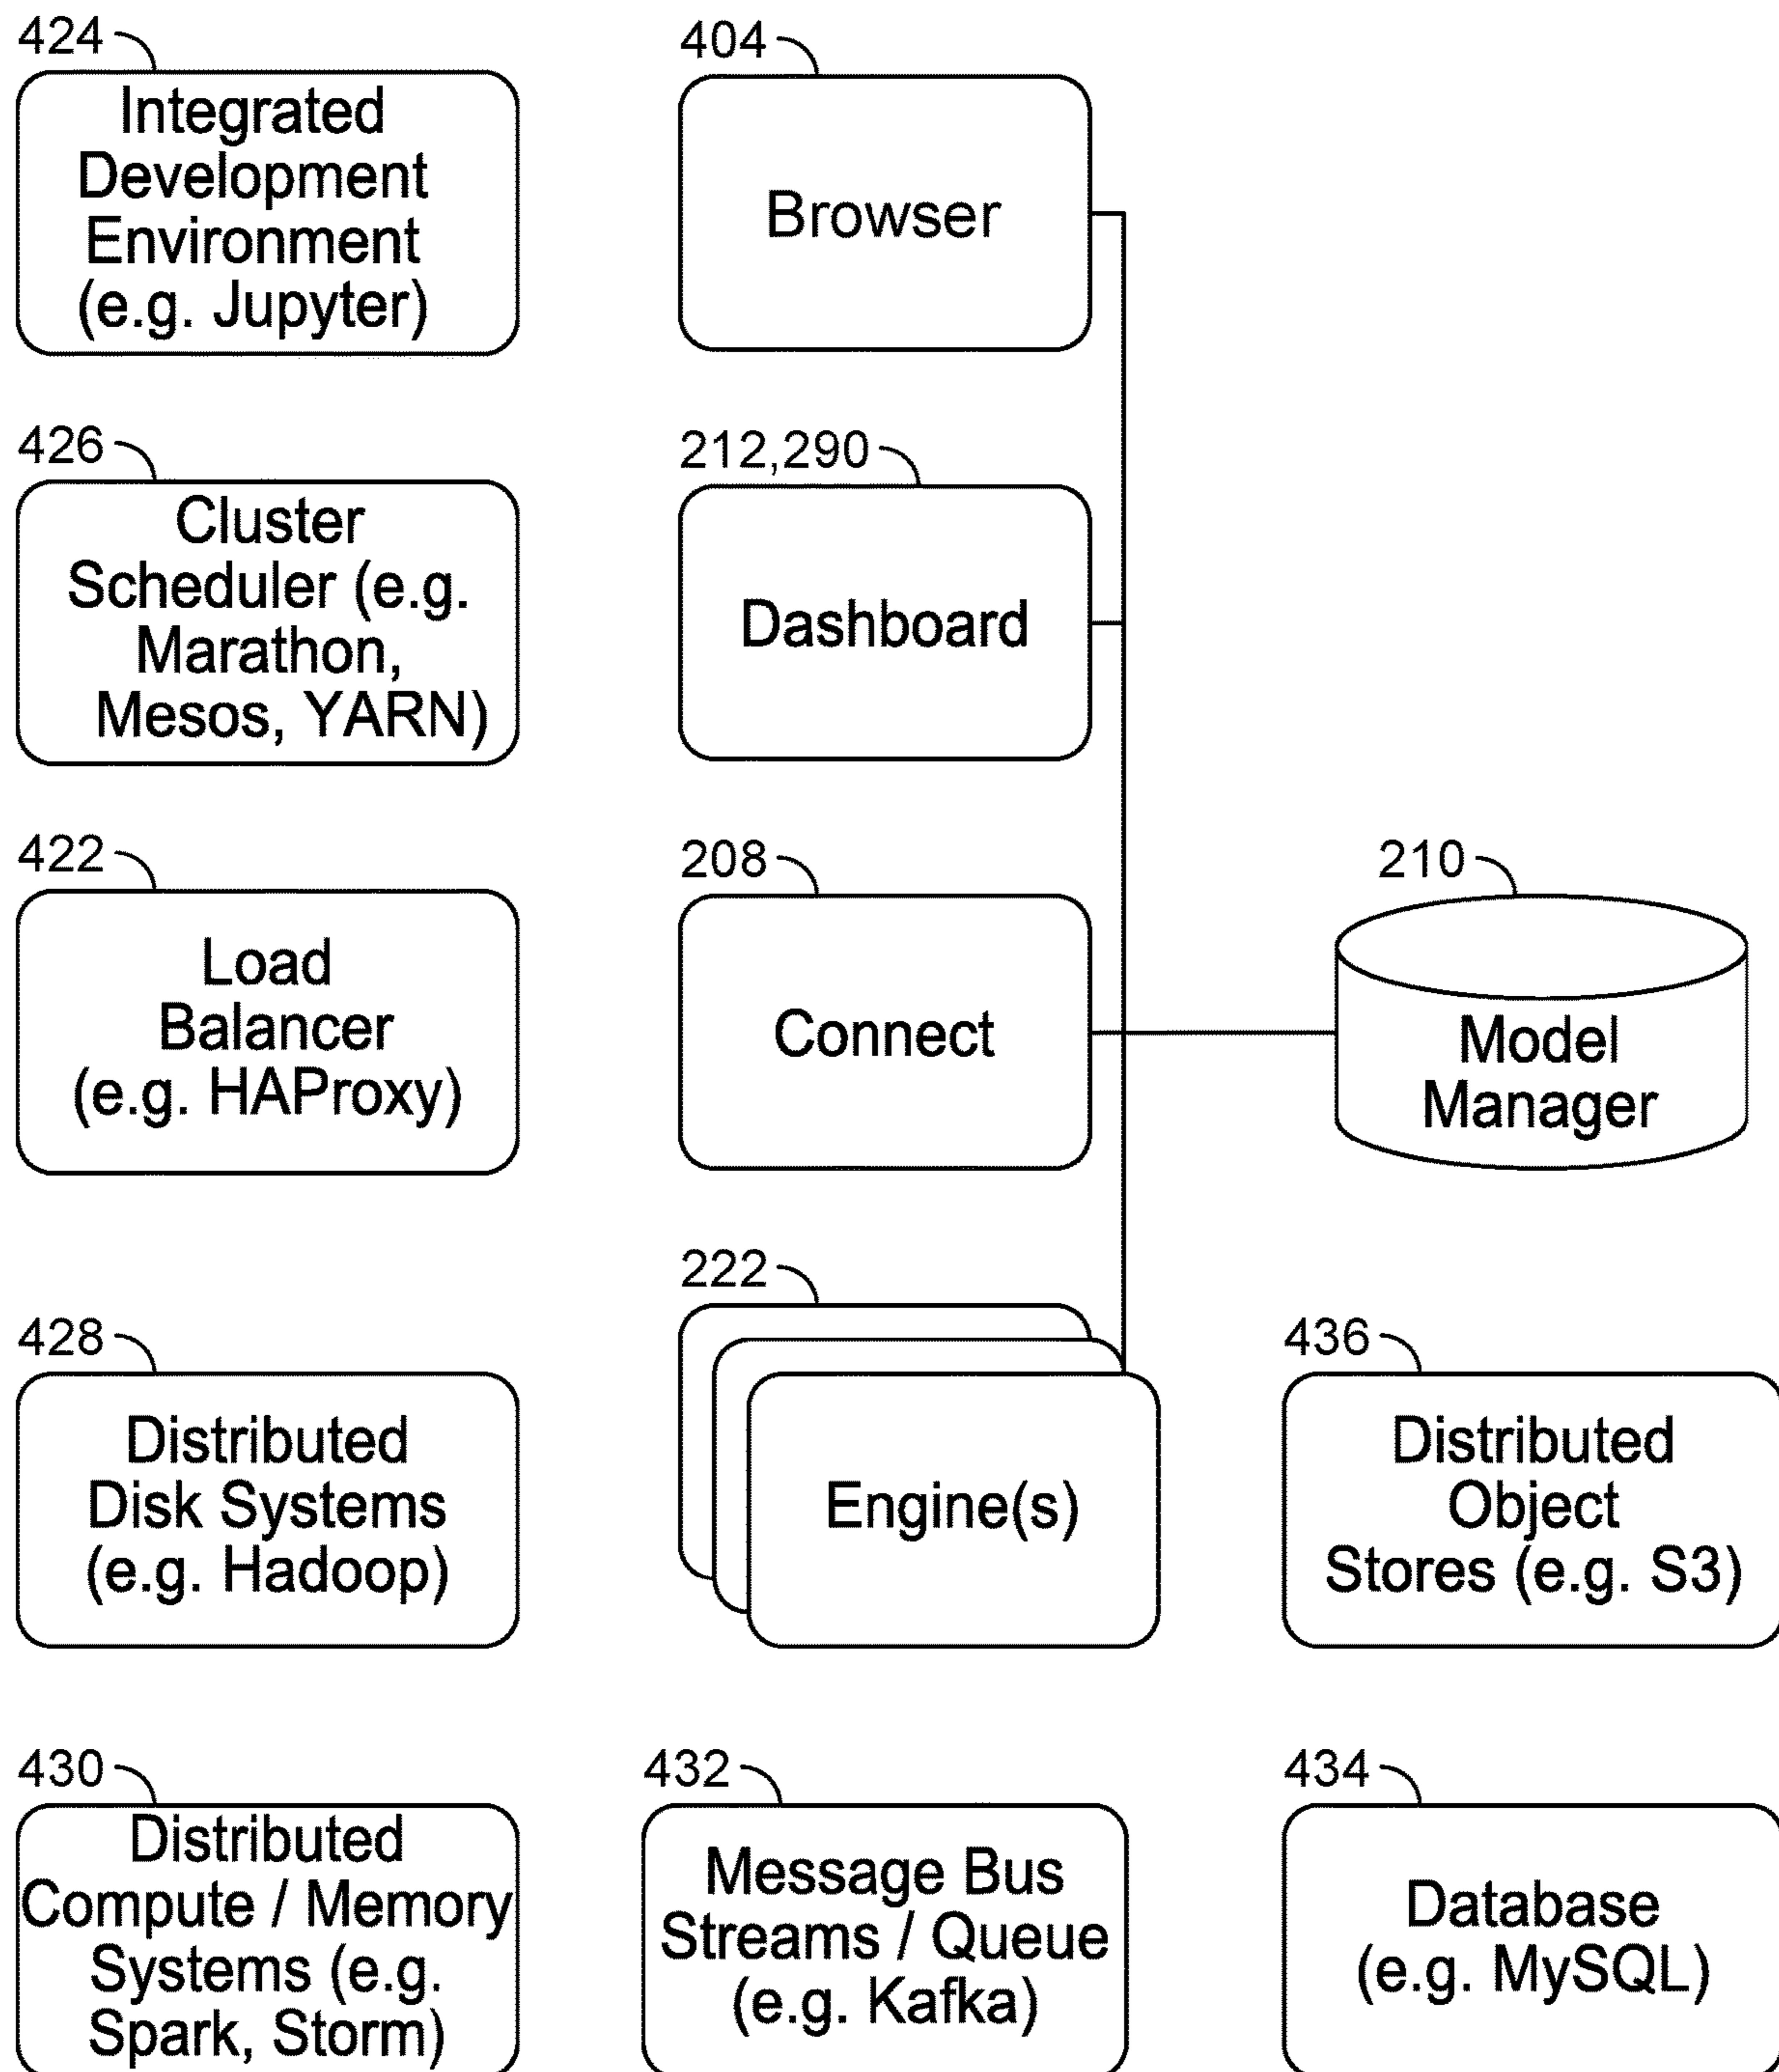 424
Integrated
Development
Environment
(e.g. Jupyter)
404
Browser
426
Cluster
Scheduler (e.g.
Marathon,
Mesos, YARN)
212,290
Dashboard
422
Load
Balancer
(e.g. HAProxy)
208
Connect
210
Model
Manager
428
Distributed
Disk Systems
(e.g. Hadoop)
222
Engine(s)
436
Distributed
Object
Stores (e.g. S3)
430
Distributed
Compute / Memory
Systems (e.g.
Spark, Storm)
432
Message Bus
Streams / Queue
(e.g. Kafka)
434
Database
(e.g. MySQL)